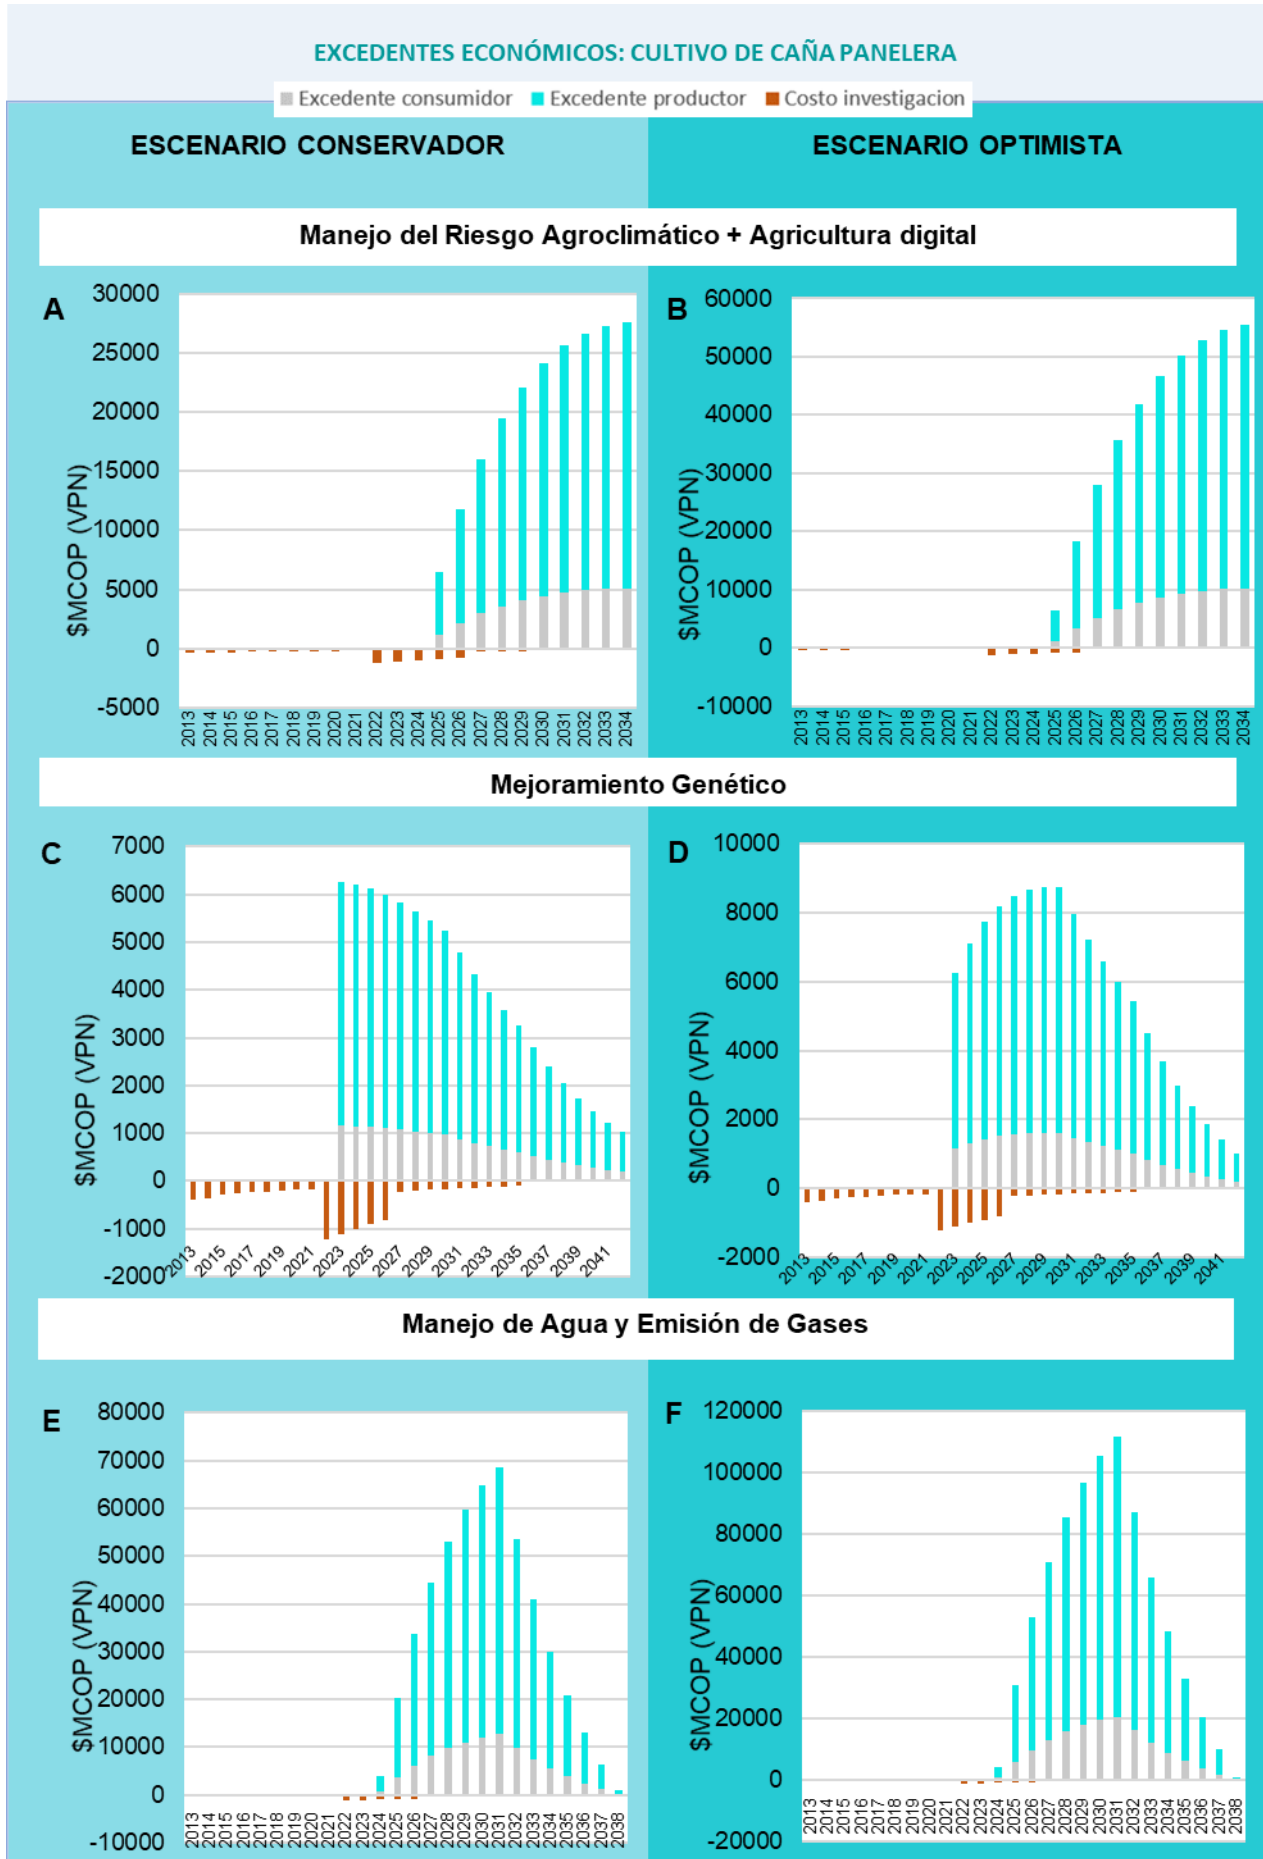 EXCEDENTES ECONÓMICOS: CULTIVO DE CAÑA PANELERA
Excedente consumidor Excedente productor Costo investigacion
ESCENARIO CONSERVADOR ESCENARIO OPTIMISTA
Manejo del Riesgo Agroclimático + Agricultura digital
A
$MCOP (VPN)
30000
25000
20000
15000
10000
5000
0
-5000
2013 2014 2015 2016 2017 2018 2019 2020 2021 2022 2023 2024 2025 2026 2027 2028 2029 2030 2031 2032 2033 2034
B
$MCOP (VPN)
60000
50000
40000
30000
20000
10000
0
-10000
2013 2014 2015 2016 2017 2018 2019 2020 2021 2022 2023 2024 2025 2026 2027 2028 2029 2030 2031 2032 2033 2034
Mejoramiento Genético
C
$MCOP (VPN)
7000
6000
5000
4000
3000
2000
1000
0
-1000
-2000
2013 2015 2017 2019 2021 2023 2025 2027 2029 2031 2033 2035 2037 2039 2041
D
$MCOP (VPN)
10000
8000
6000
4000
2000
0
-2000
2013 2015 2017 2019 2021 2023 2025 2027 2029 2031 2033 2035 2037 2039 2041
Manejo de Agua y Emisión de Gases
E
$MCOP (VPN)
80000
70000
60000
50000
40000
30000
20000
10000
0
-10000
2013 2014 2015 2016 2017 2018 2019 2020 2021 2022 2023 2024 2025 2026 2027 2028 2029 2030 2031 2032 2033 2034 2035 2036 2037 2038
F
$MCOP (VPN)
120000
100000
80000
60000
40000
20000
0
-20000
2013 2014 2015 2016 2017 2018 2019 2020 2021 2022 2023 2024 2025 2026 2027 2028 2029 2030 2031 2032 2033 2034 2035 2036 2037 2038